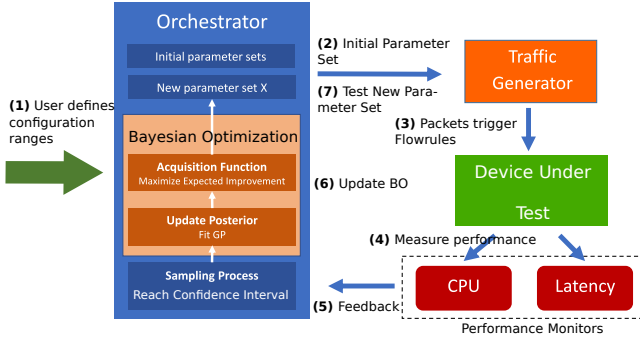 Orchestrator
Initial parameter sets
New parameter set X
(1) User defines
configuration
ranges
Bayesian Optimization
Acquisition Function
Maximize Expected Improvement
Update Posterior
Fit GP
Sampling Process
Reach Confidence Interval
(2) Initial Parameter
Set
(7) Test New Para-
meter Set
Traffic
Generator
(3) Packets trigger
Flowrules
(6) Update BO
Device Under
Test
(4) Measure performance
CPU
Latency
(5) Feedback
Performance Monitors